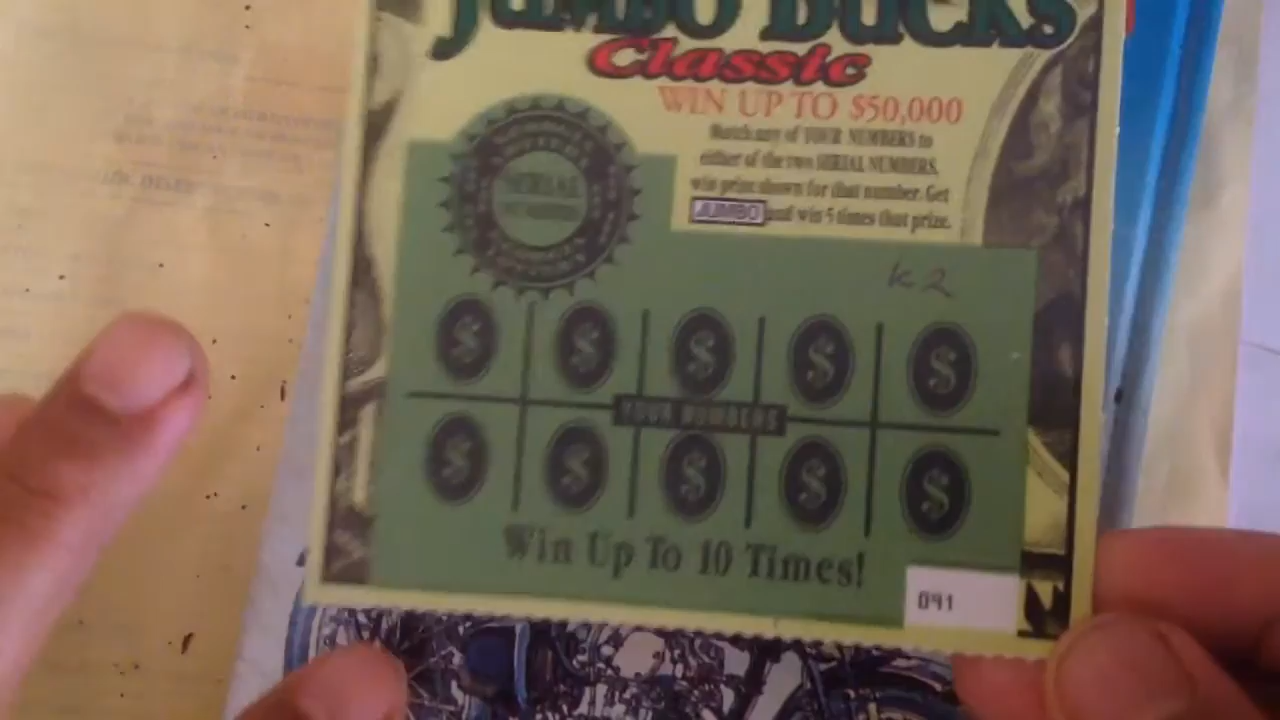 JUMBO BUCKS
Classic
WIN UP TO $50,000
Match any of YOUR NUMBERS to
either of the two SERIAL NUMBERS,
win prize shown for that number. Get
JUMBO and win 5 times that prize.
SERIAL
K2
$ $ $ $ $
YOUR NUMBERS
$ $ $ $ $
Win Up To 10 Times!
091